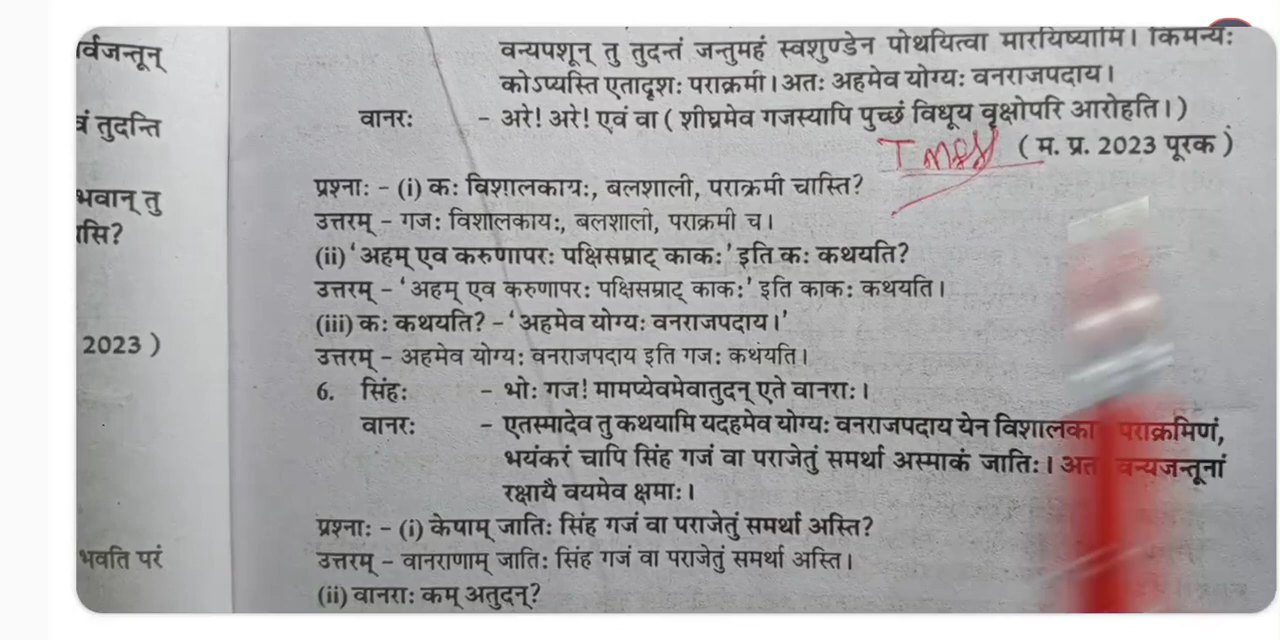 र्वजन्तून्
वं तुदन्ति
भवान् तु
सि?
2023 )
भवति परं
वन्यपशून् तु तुदन्तं जन्तुमहं स्वशुण्डेन पोथयित्वा मारयिष्यामि। किमन्यः
कोऽप्यस्ति एतादृशः पराक्रमी। अतः अहमेव योग्यः वनराजपदाय।
वानरः - अरे! अरे! एवं वा ( शीघ्रमेव गजस्यापि पुच्छं विधूय वृक्षोपरि आरोहति। )
( म. प्र. 2023 पूरक )
प्रश्नाः - (i) कः विशालकायः, बलशाली, पराक्रमी चास्ति?
उत्तरम् - गजः विशालकायः, बलशाली, पराक्रमी च।
(ii) 'अहम् एव करुणापरः पक्षिसम्राट् काकः' इति कः कथयति?
उत्तरम् - 'अहम् एव करुणापरः पक्षिसम्राट् काकः' इति काकः कथयति।
(iii) कः कथयति? - 'अहमेव योग्यः वनराजपदाय।'
उत्तरम् - अहमेव योग्यः वनराजपदाय इति गजः कथयति।
6. सिंहः - भोः गज! मामप्येवमेवातुदन् एते वानराः।
वानरः - एतस्मादेव तु कथयामि यदहमेव योग्यः वनराजपदाय येन विशालका पराक्रमिणं,
भयंकरं चापि सिंह गजं वा पराजेतुं समर्था अस्माकं जातिः। अत वन्यजन्तूनां
रक्षायै वयमेव क्षमाः।
प्रश्नाः - (i) केषाम् जातिः सिंह गजं वा पराजेतुं समर्था अस्ति?
उत्तरम् - वानराणाम् जातिः सिंह गजं वा पराजेतुं समर्था अस्ति।
(ii) वानराः कम् अतुदन्?